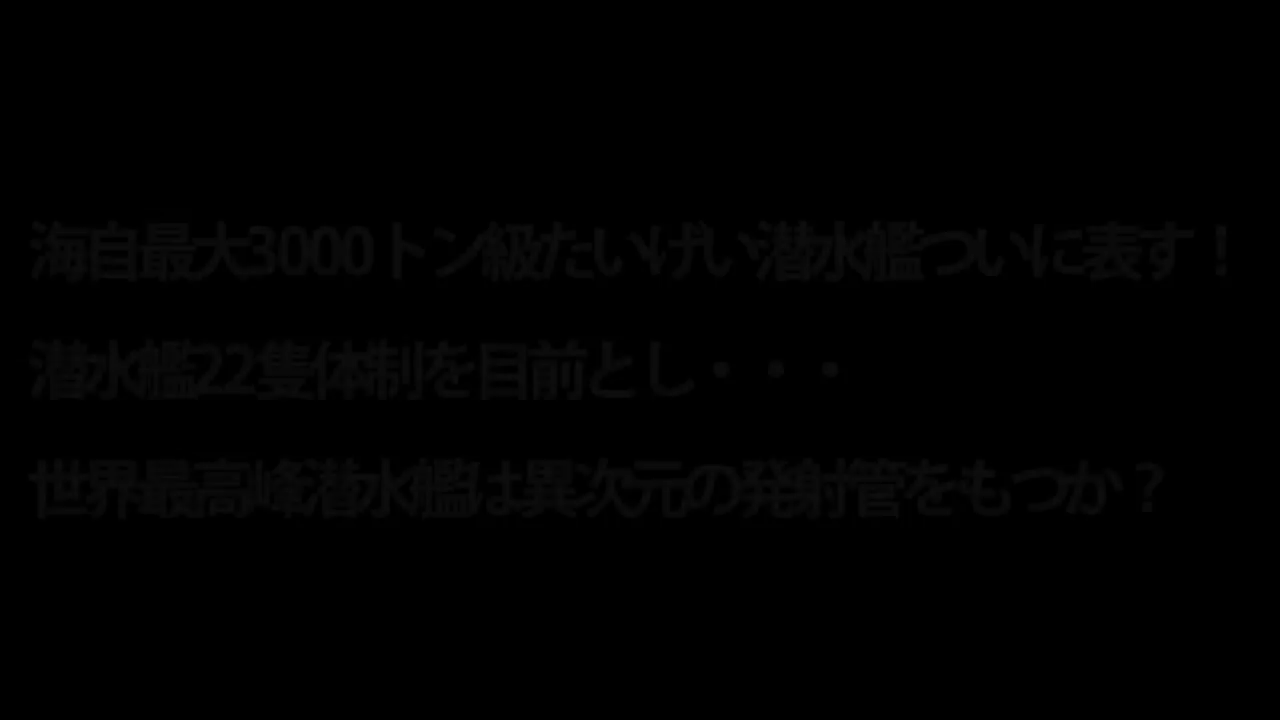 海自最大3000トン級たいげい潜水艦ついに表す！
潜水艦22隻体制を目前とし・・・
世界最高峰潜水艦は異次元の発射管をもつか？